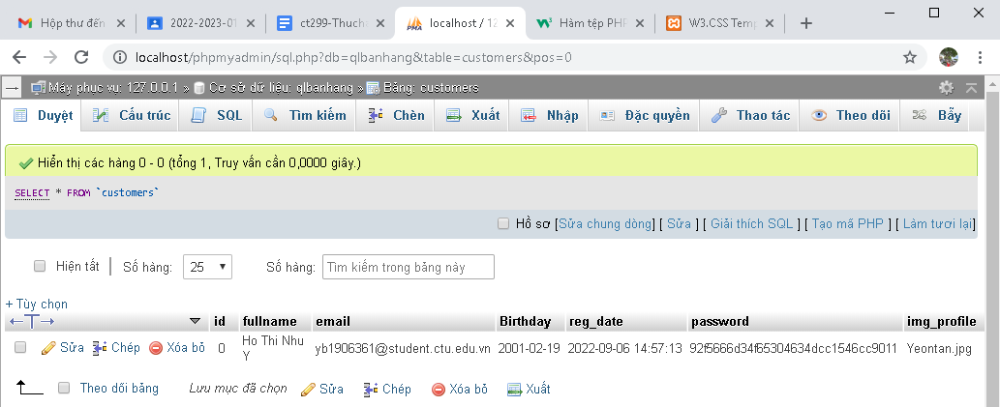 Hộp thư đến
2022-2023-01
ct299-Thucha
localhost / 12
Hàm tệp PHP
W3.CSS Temp
localhost/phpmyadmin/sql.php?db=qlbanhang&table=customers&pos=0
Máy phục vụ: 127.0.0.1 » Cơ sở dữ liệu: qlbanhang » Bảng: customers
Duyệt Cấu trúc SQL Tìm kiếm Chèn Xuất Nhập Đặc quyền Thao tác Theo dõi Bẫy
Hiển thị các hàng 0 - 0 (tổng 1, Truy vấn cần 0,0000 giây.)
SELECT * FROM `customers`
Hồ sơ [Sửa chung dòng] [ Sửa ] [ Giải thích SQL ] [ Tạo mã PHP ] [ Làm tươi lại]
Hiện tất Số hàng: 25 Số hàng: Tìm kiếm trong bảng này
+ Tùy chọn
←T→ id fullname email Birthday reg_date password img_profile
Sửa Chép Xóa bỏ 0 Ho Thi Nhu Y yb1906361@student.ctu.edu.vn 2001-02-19 2022-09-06 14:57:13 92f5666d34f65304634dcc1546cc9011 Yeontan.jpg
Theo dõi bảng Lưu mục đã chọn Sửa Chép Xóa bỏ Xuất